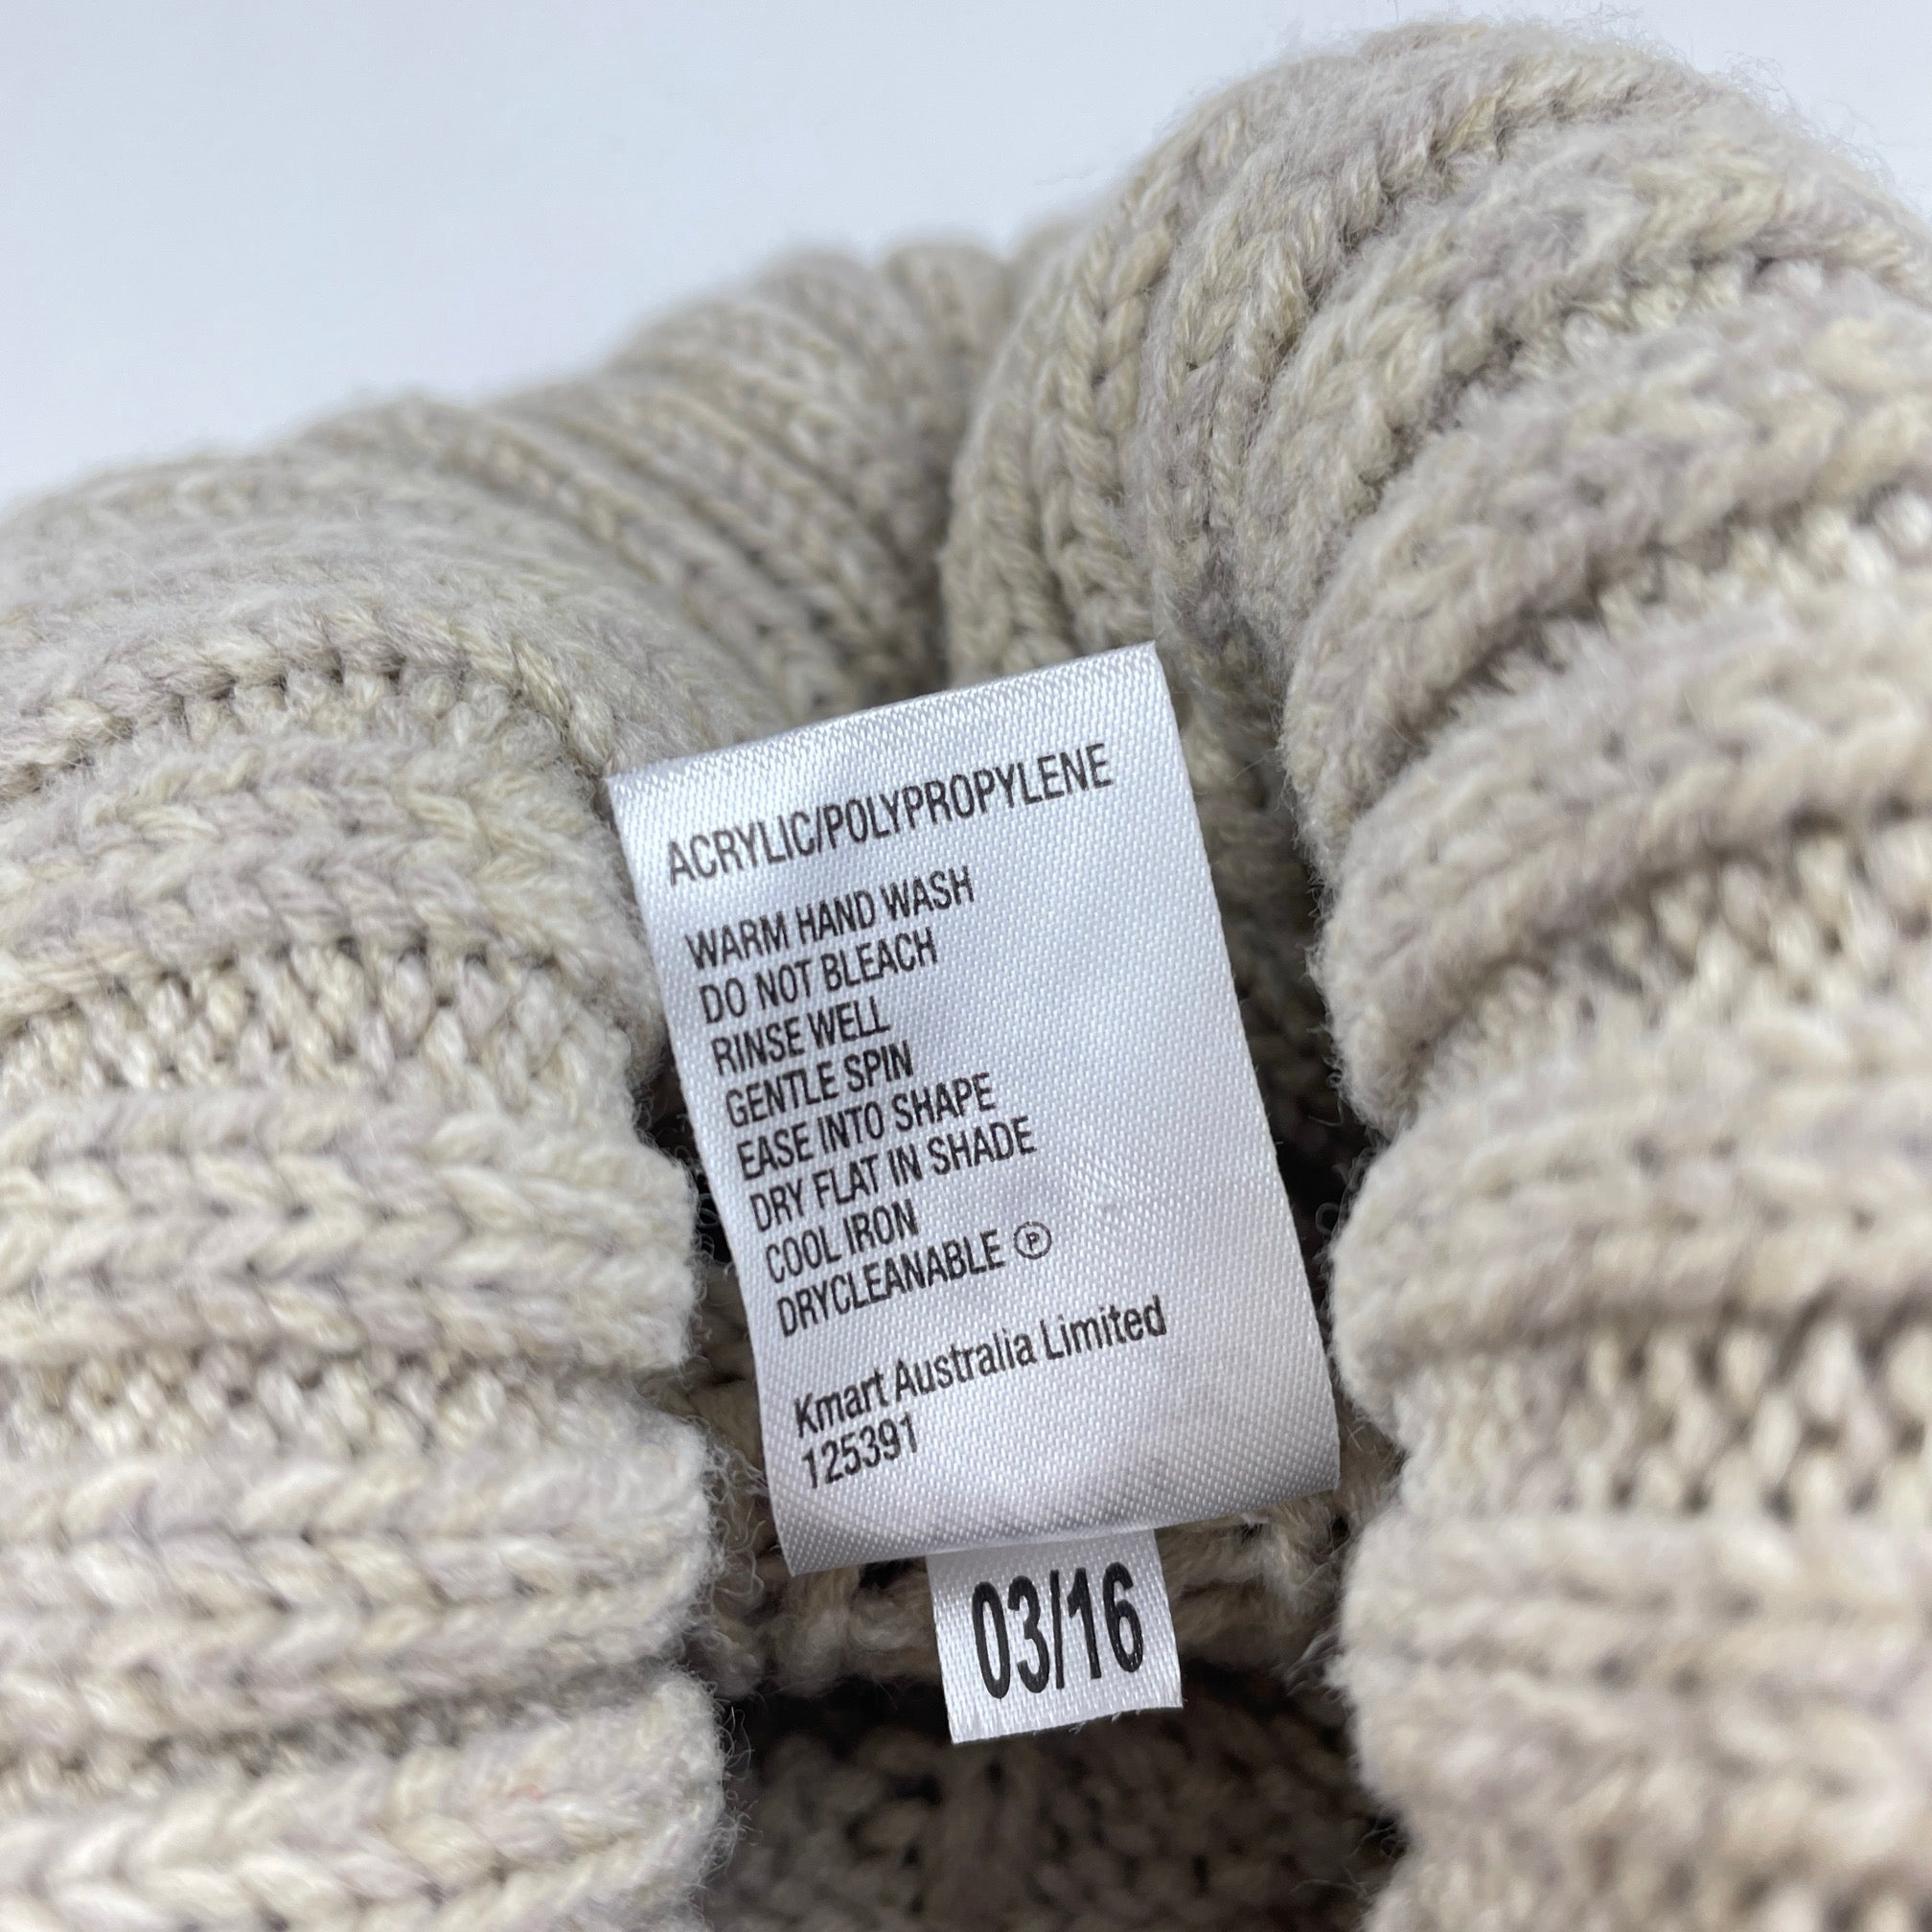 ACRYLIC/POLYPROPYLENE
WARM HAND WASH
DO NOT BLEACH
RINSE WELL
GENTLE SPIN
EASE INTO SHAPE
DRY FLAT IN SHADE
COOL IRON
DRYCLEANABLE Ⓟ
Kmart Australia Limited
125391
03/16